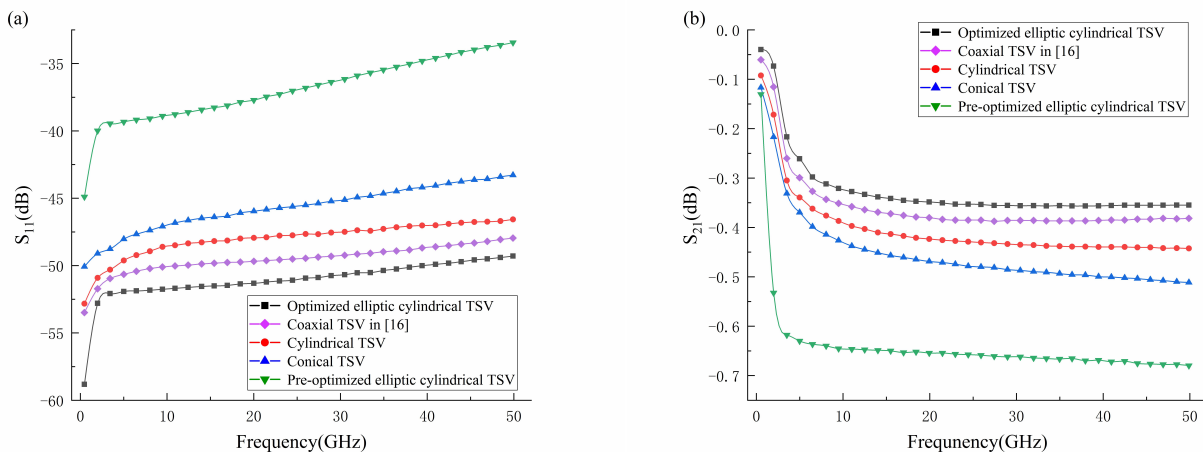 (a)
S11(dB)
-35
-40
-45
-50
-55
-60
0
10
20
30
40
50
Frequency(GHz)
Optimized elliptic cylindrical TSV
Coaxial TSV in [16]
Cylindrical TSV
Conical TSV
Pre-optimized elliptic cylindrical TSV
(b)
S21(dB)
0.0
-0.1
-0.2
-0.3
-0.4
-0.5
-0.6
-0.7
0
10
20
30
40
50
Frequnency(GHz)
Optimized elliptic cylindrical TSV
Coaxial TSV in [16]
Cylindrical TSV
Conical TSV
Pre-optimized elliptic cylindrical TSV